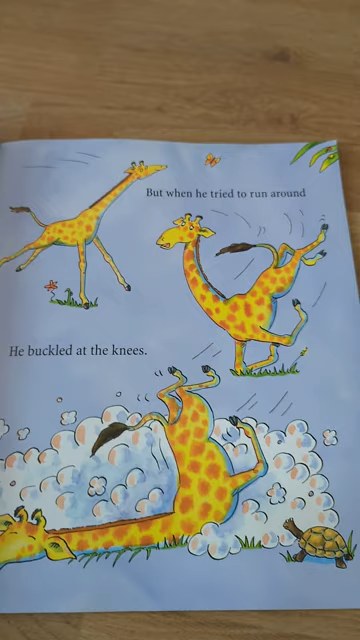 But when he tried to run around
He buckled at the knees.